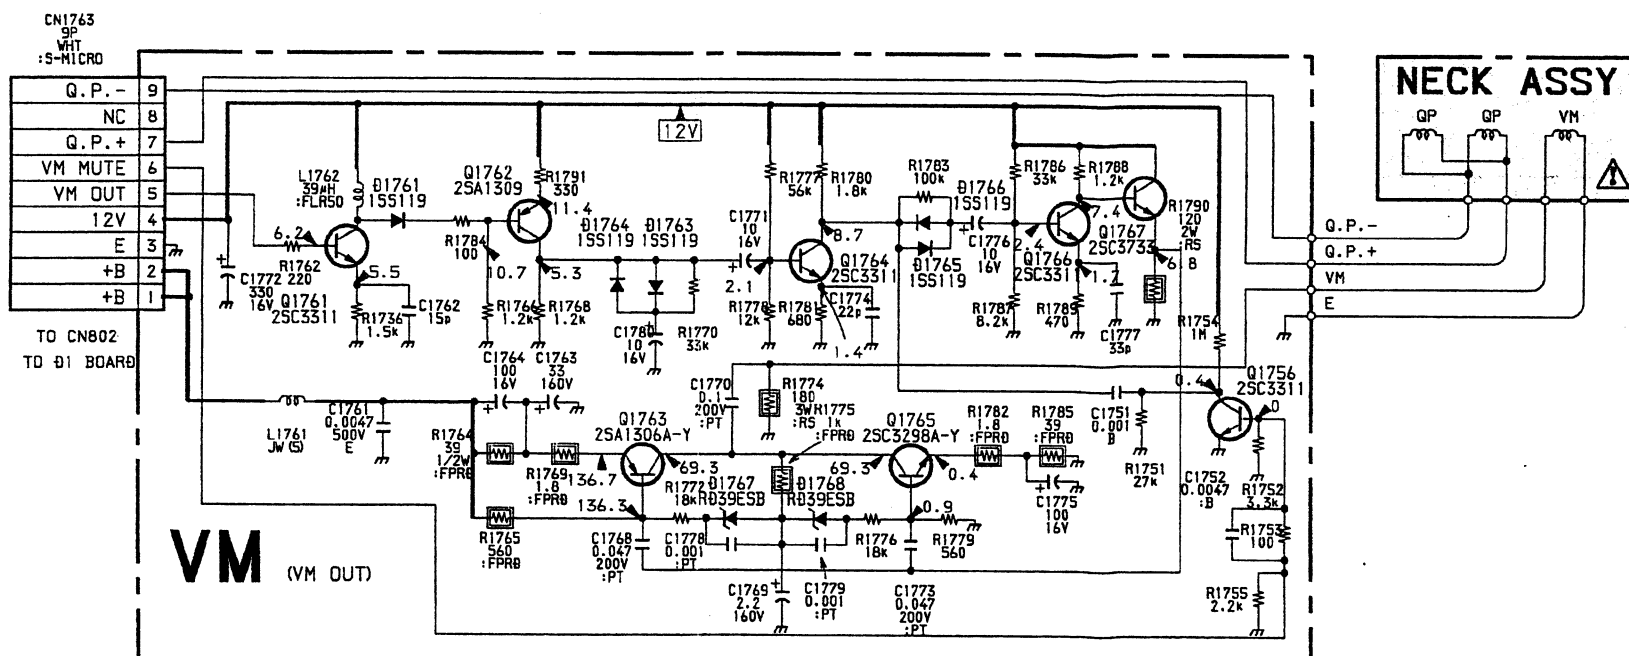 CN1763
9P
WHT
:S-MICRO
Q.P.- 9
NC 8
Q.P.+ 7
VM MUTE 6
VM OUT 5
12V 4
E 3
+B 2
+B 1
TO CN802
TO D1 BOARD
NECK ASSY
QP
QP
VM
12V
L1762
39µH
:FLR50
D1761
1SS119
Q1762
2SA1309
R1791
330
11.4
D1764
1SS119
D1763
1SS119
R1777
56k
R1780
1.8k
R1783
100k
D1766
1SS119
R1786
33k
R1788
1.2k
R1790
120
2W
:RS
6.2
R1762
220
C1772
330
16V
Q1761
2SC3311
5.5
R1736
1.5k
C1762
15p
R1784
100
10.7
5.3
R1766
1.2k
R1768
1.2k
C1780
10
16V
R1770
33k
C1771
10
16V
2.1
R1778
12k
8.7
Q1764
2SC3311
R1781
680
C1774
22p
1.4
D1765
1SS119
C1776
10
16V
2.4
Q1766
2SC3311
7.4
Q1767
2SC3733
1.7
6.8
R1787
8.2k
R1789
470
C1777
33p
R1754
1M
Q.P.-
Q.P.+
VM
E
C1764
100
16V
C1763
33
160V
L1761
JW(5)
C1761
0.0047
500V
E
R1764
39
1/2W
:FPRD
R1769
1.8
:FPRD
R1765
560
:FPRD
Q1763
2SA1306A-Y
136.7
69.3
136.3
C1770
0.1
200V
:PT
R1774
180
3W
:RS
R1775
1k
:FPRD
R1772
18k
D1767
RD39ESB
D1768
RD39ESB
Q1765
2SC3298A-Y
69.3
0.4
0.9
R1782
1.8
:FPRD
R1785
39
:FPRD
C1775
100
16V
C1751
0.001
B
R1751
27k
0.4
Q1756
2SC3311
0
C1752
0.0047
:B
R1752
3.3k
R1753
100
R1755
2.2k
C1768
0.047
200V
:PT
C1778
0.001
:PT
C1769
2.2
160V
C1779
0.001
:PT
R1776
18k
R1779
560
C1773
0.047
200V
:PT
VM (VM OUT)